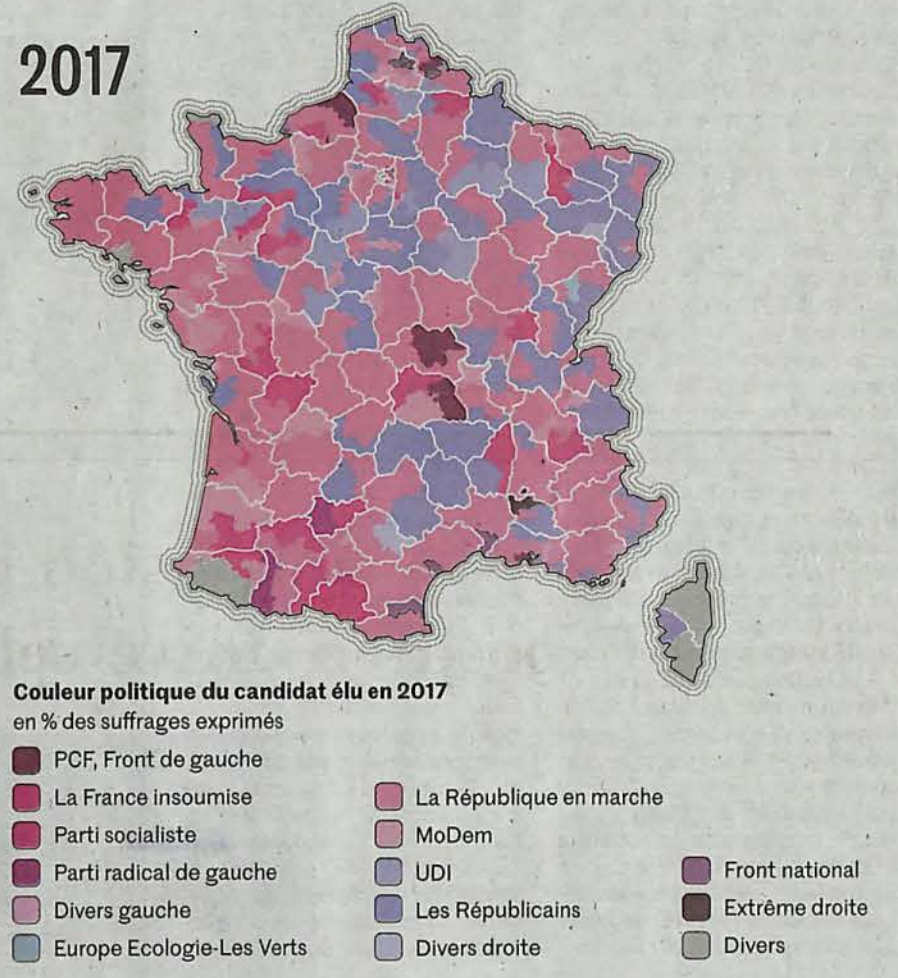 2017
Couleur politique du candidat élu en 2017
en % des suffrages exprimés
PCF, Front de gauche
La France insoumise
Parti socialiste
Parti radical de gauche
Divers gauche
Europe Ecologie-Les Verts
La République en marche
MoDem
UDI
Les Républicains
Divers droite
Front national
Extrême droite
Divers